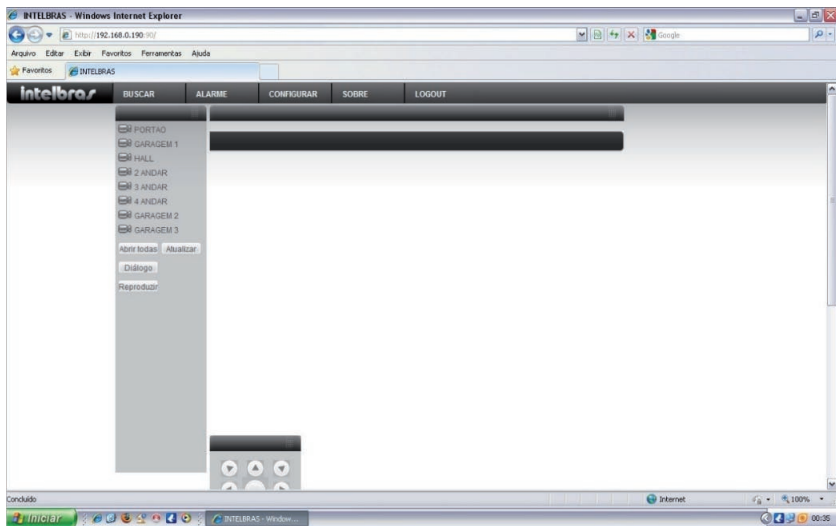 INTELBRAS - Windows Internet Explorer
http://192.168.0.190:90/
Google
Arquivo Editar Exibir Favoritos Ferramentas Ajuda
Favoritos INTELBRAS
intelbras BUSCAR ALARME CONFIGURAR SOBRE LOGOUT
PORTAO
GARAGEM 1
HALL
2 ANDAR
3 ANDAR
4 ANDAR
GARAGEM 2
GARAGEM 3
Abrir todas Atualizar
Diálogo
Reproduzir
Concluído Internet 100%
Iniciar INTELBRAS - Window... 00:35